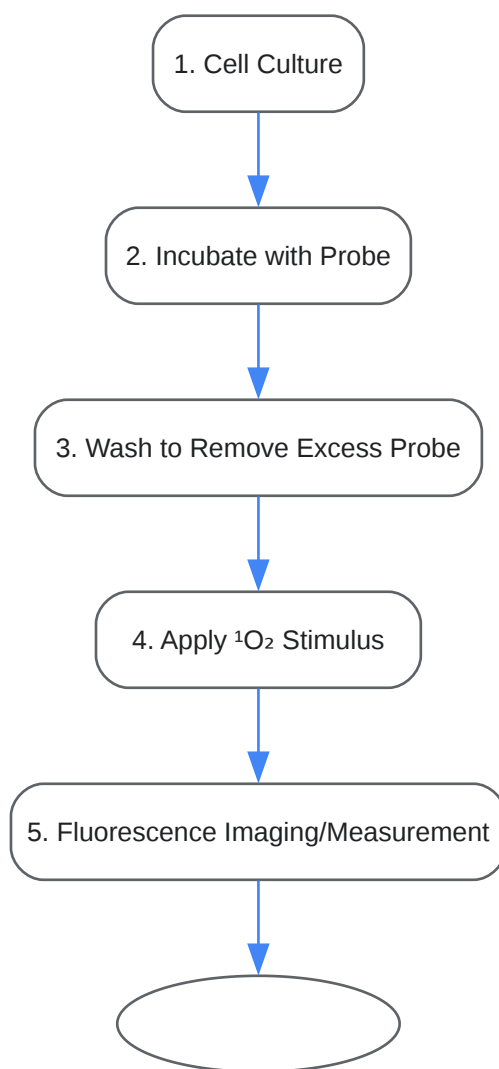 1. Cell Culture
2. Incubate with Probe
3. Wash to Remove Excess Probe
4. Apply ¹O₂ Stimulus
5. Fluorescence Imaging/Measurement